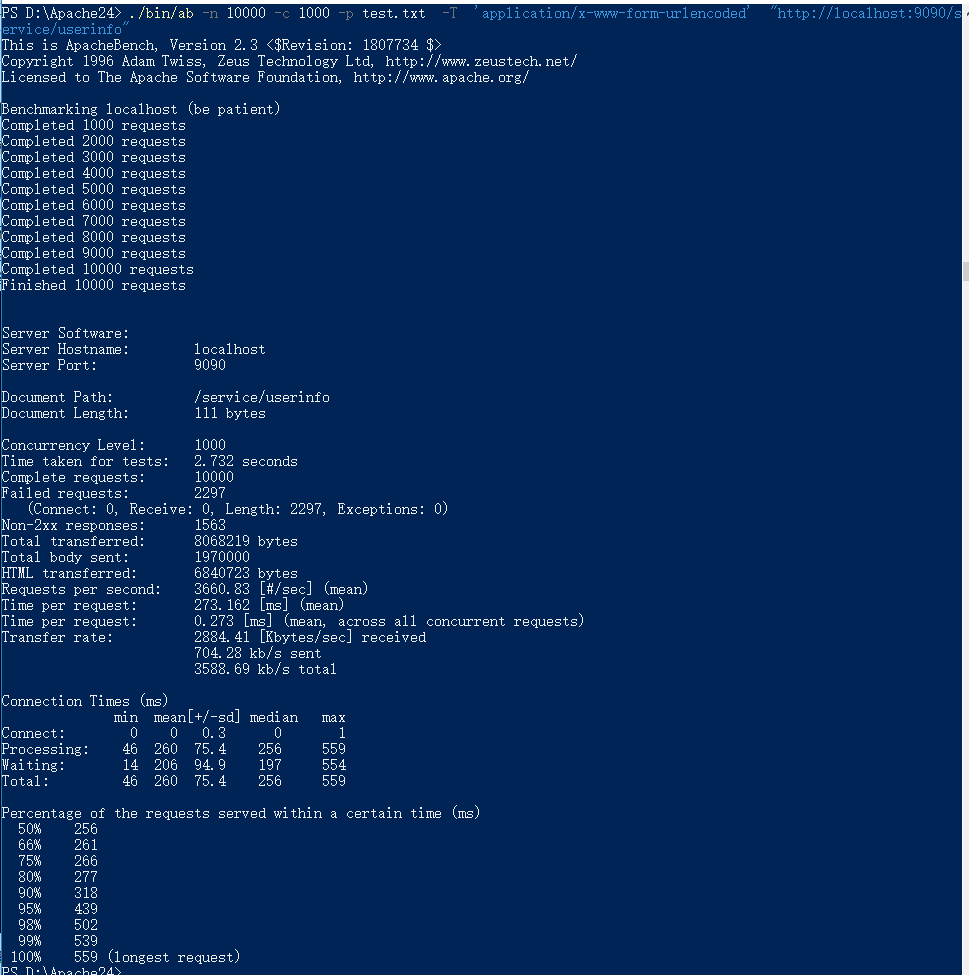 PS D:\Apache24> ./bin/ab -n 10000 -c 1000 -p test.txt  -T  'application/x-www-form-urlencoded'  "http://localhost:9090/s
ervice/userinfo"
This is ApacheBench, Version 2.3 <$Revision: 1807734 $>
Copyright 1996 Adam Twiss, Zeus Technology Ltd, http://www.zeustech.net/
Licensed to The Apache Software Foundation, http://www.apache.org/
Benchmarking localhost (be patient)
Completed 1000 requests
Completed 2000 requests
Completed 3000 requests
Completed 4000 requests
Completed 5000 requests
Completed 6000 requests
Completed 7000 requests
Completed 8000 requests
Completed 9000 requests
Completed 10000 requests
Finished 10000 requests
Server Software:
Server Hostname:        localhost
Server Port:            9090
Document Path:          /service/userinfo
Document Length:        111 bytes
Concurrency Level:      1000
Time taken for tests:   2.732 seconds
Complete requests:      10000
Failed requests:        2297
   (Connect: 0, Receive: 0, Length: 2297, Exceptions: 0)
Non-2xx responses:      1563
Total transferred:      8068219 bytes
Total body sent:        1970000
HTML transferred:       6840723 bytes
Requests per second:    3660.83 [#/sec] (mean)
Time per request:       273.162 [ms] (mean)
Time per request:       0.273 [ms] (mean, across all concurrent requests)
Transfer rate:          2884.41 [Kbytes/sec] received
                        704.28 kb/s sent
                        3588.69 kb/s total
Connection Times (ms)
              min  mean[+/-sd] median   max
Connect:        0    0   0.3      0       1
Processing:    46  260  75.4    256     559
Waiting:       14  206  94.9    197     554
Total:         46  260  75.4    256     559
Percentage of the requests served within a certain time (ms)
  50%    256
  66%    261
  75%    266
  80%    277
  90%    318
  95%    439
  98%    502
  99%    539
 100%    559 (longest request)
PS D:\Apache24>